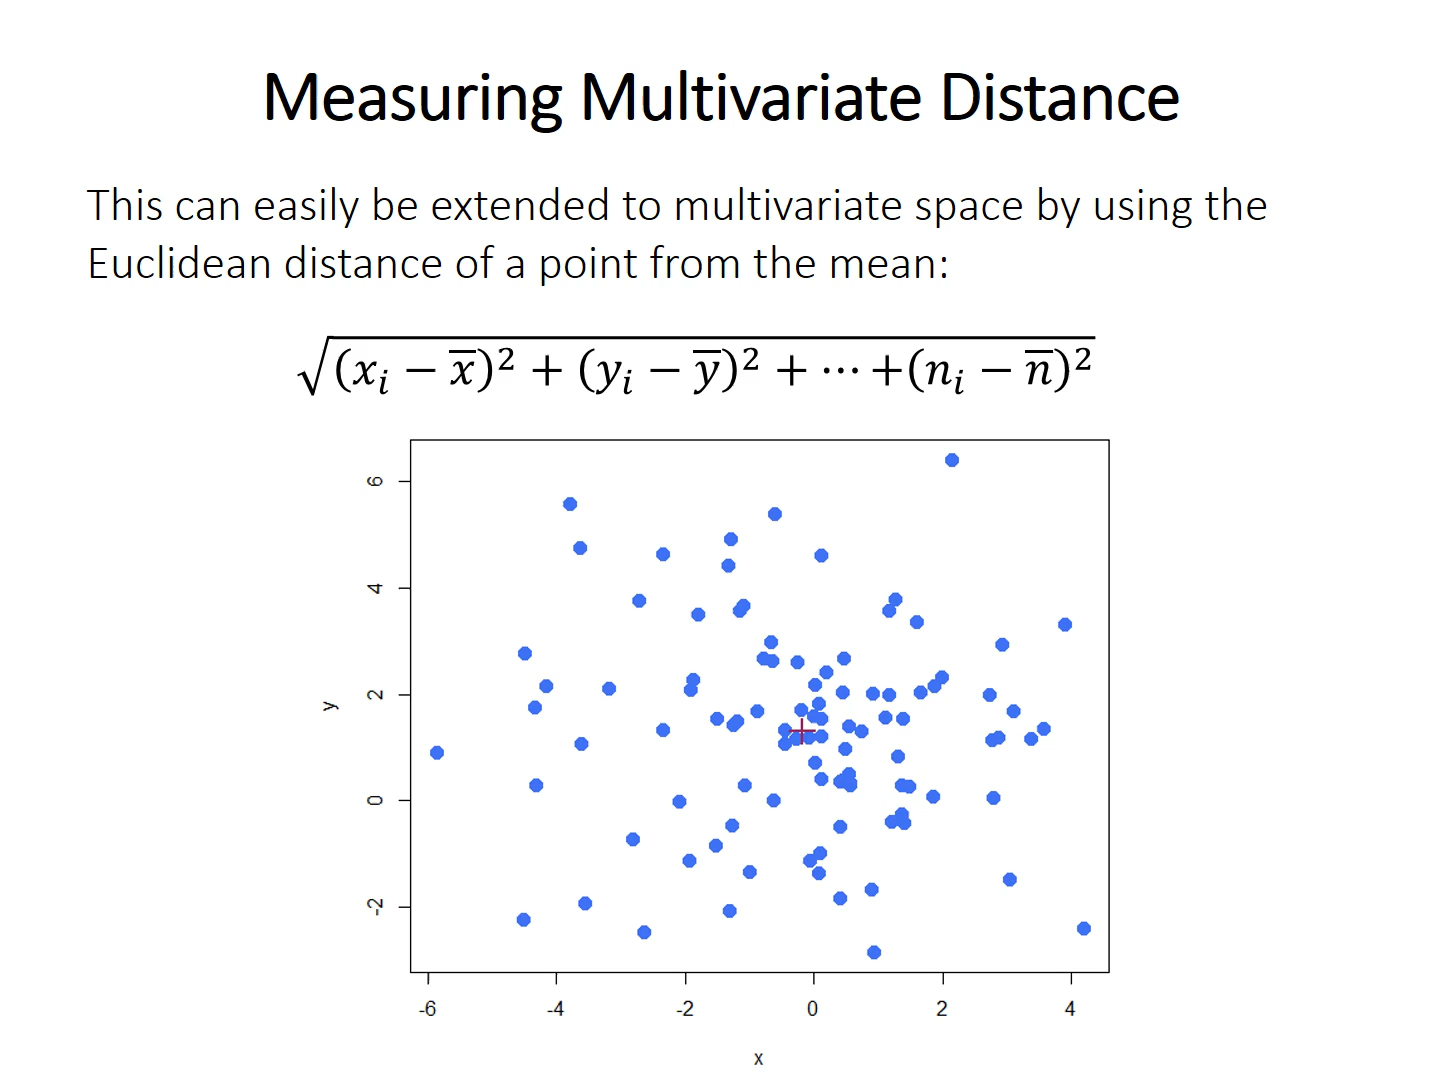 Measuring Multivariate Distance
This can easily be extended to multivariate space by using the
Euclidean distance of a point from the mean:
√(xᵢ − x̅)² + (yᵢ − y̅)² + ⋯ +(nᵢ − n̅)²
6
4
2
0
-2
y
-6 -4 -2 0 2 4
x